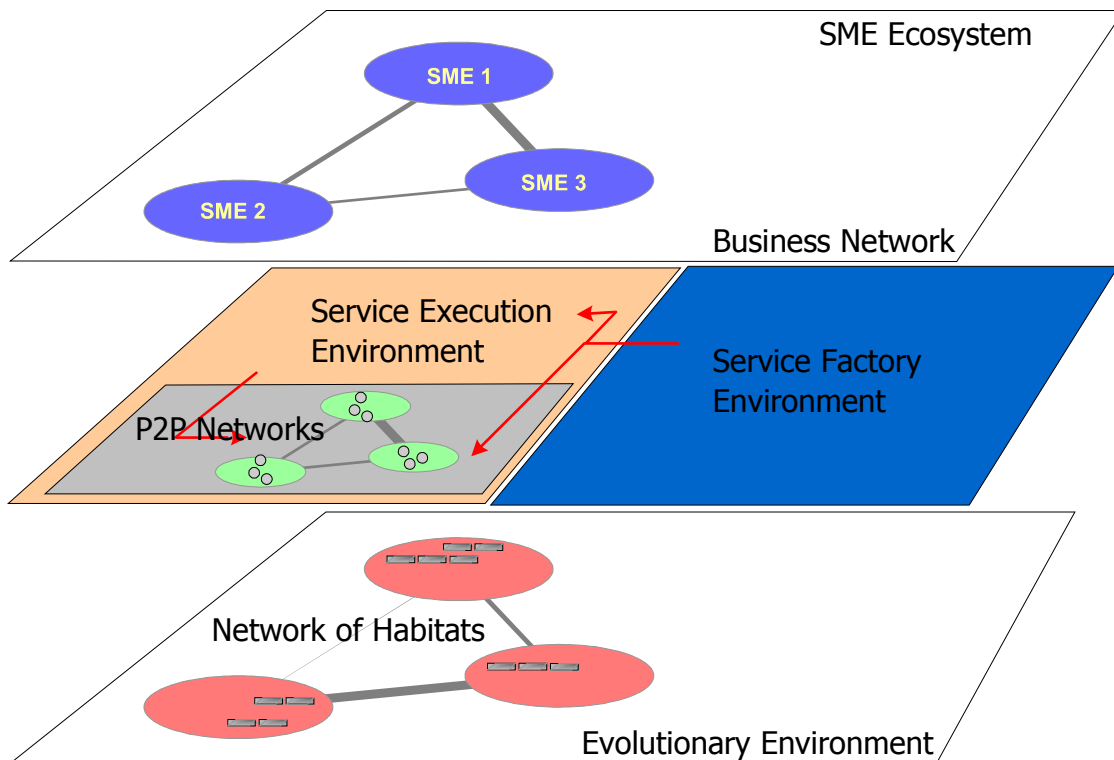 SME Ecosystem
SME 1
SME 3
SME 2
Business Network
Service Execution
Environment
Service Factory
Environment
P2P Networks
Network of Habitats
Evolutionary Environment